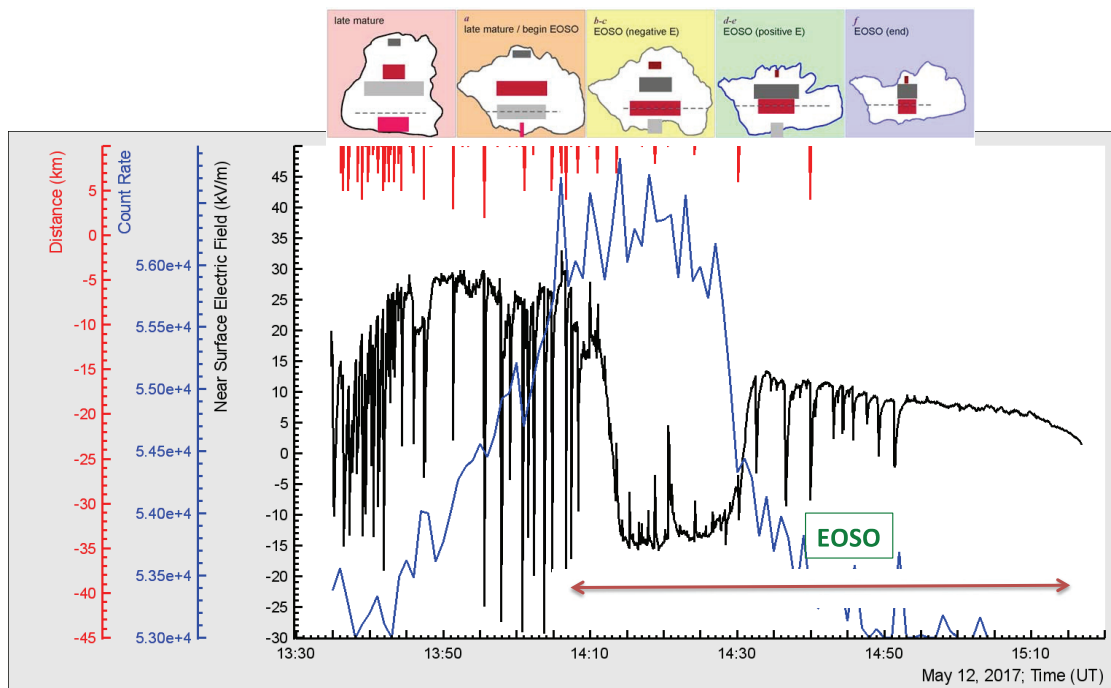 late mature
a
late mature / begin EOSO
b-c
EOSO (negative E)
d-e
EOSO (positive E)
f
EOSO (end)
Distance (km)
5
0
-5
-10
-15
-20
-25
-30
-35
-40
-45
Count Rate
5.60e+4
5.55e+4
5.50e+4
5.45e+4
5.40e+4
5.35e+4
5.30e+4
Near Surface Electric Field (kV/m)
45
40
35
30
25
20
15
10
5
0
-5
-10
-15
-20
-25
-30
EOSO
13:30
13:50
14:10
14:30
14:50
15:10
May 12, 2017; Time (UT)